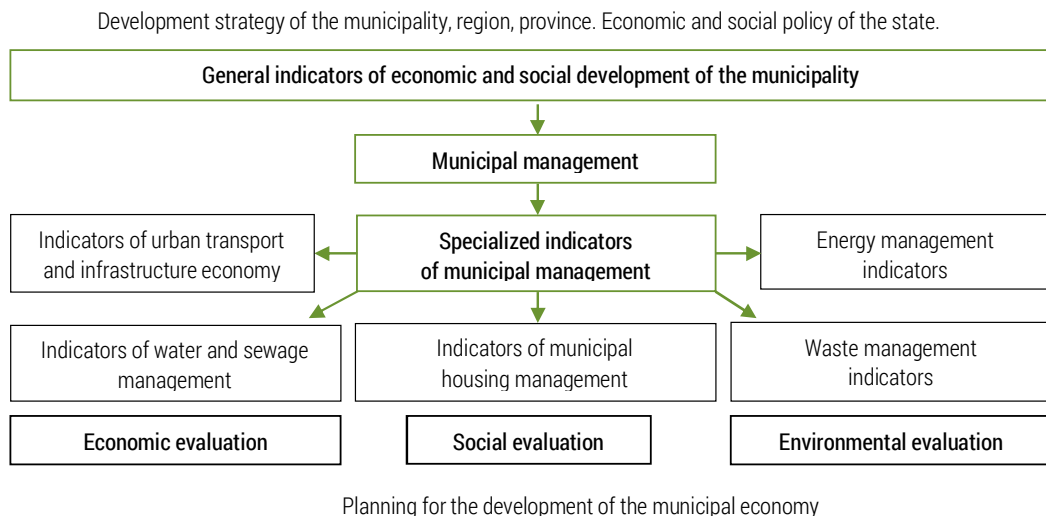 Development strategy of the municipality, region, province. Economic and social policy of the state.
General indicators of economic and social development of the municipality
Municipal management
Indicators of urban transport
and infrastructure economy
Specialized indicators
of municipal management
Energy management
indicators
Indicators of water and sewage
management
Indicators of municipal
housing management
Waste management
indicators
Economic evaluation
Social evaluation
Environmental evaluation
Planning for the development of the municipal economy